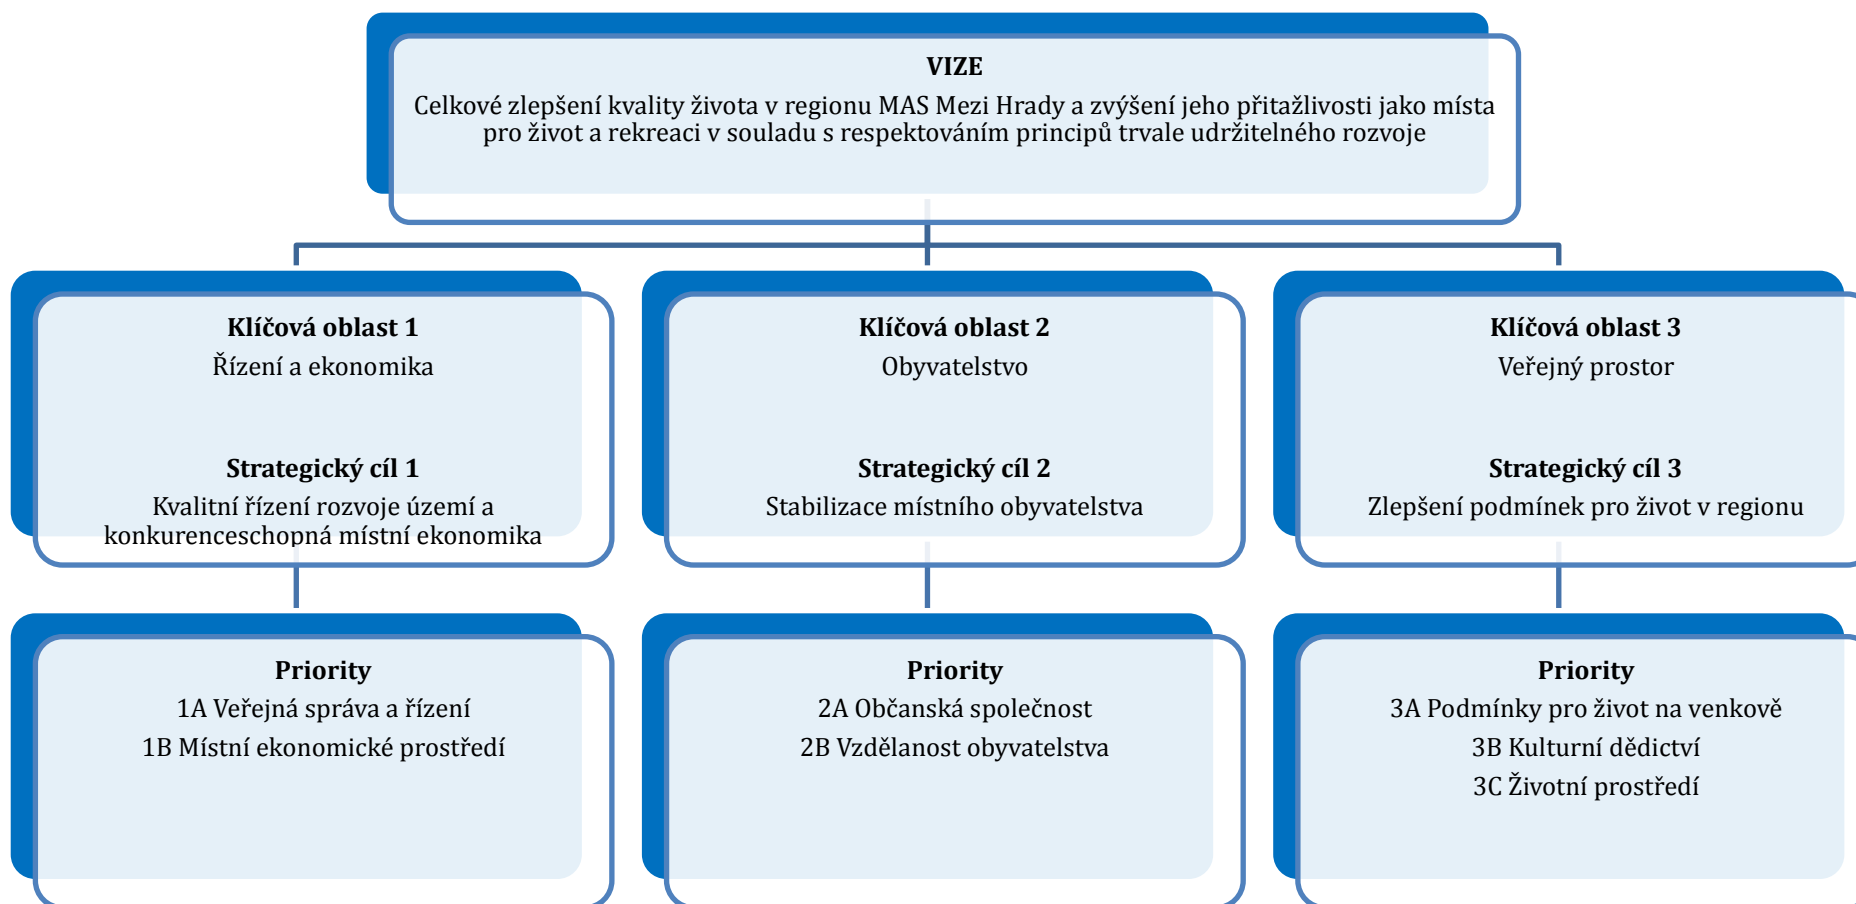 VIZE
Celkové zlepšení kvality života v regionu MAS Mezi Hrady a zvýšení jeho přitažlivosti jako místa
pro život a rekreaci v souladu s respektováním principů trvale udržitelného rozvoje
Klíčová oblast 1
Řízení a ekonomika
Strategický cíl 1
Kvalitní řízení rozvoje území a
konkurenceschopná místní ekonomika
Klíčová oblast 2
Obyvatelstvo
Strategický cíl 2
Stabilizace místního obyvatelstva
Klíčová oblast 3
Veřejný prostor
Strategický cíl 3
Zlepšení podmínek pro život v regionu
Priority
1A Veřejná správa a řízení
1B Místní ekonomické prostředí
Priority
2A Občanská společnost
2B Vzdělanost obyvatelstva
Priority
3A Podmínky pro život na venkově
3B Kulturní dědictví
3C Životní prostředí